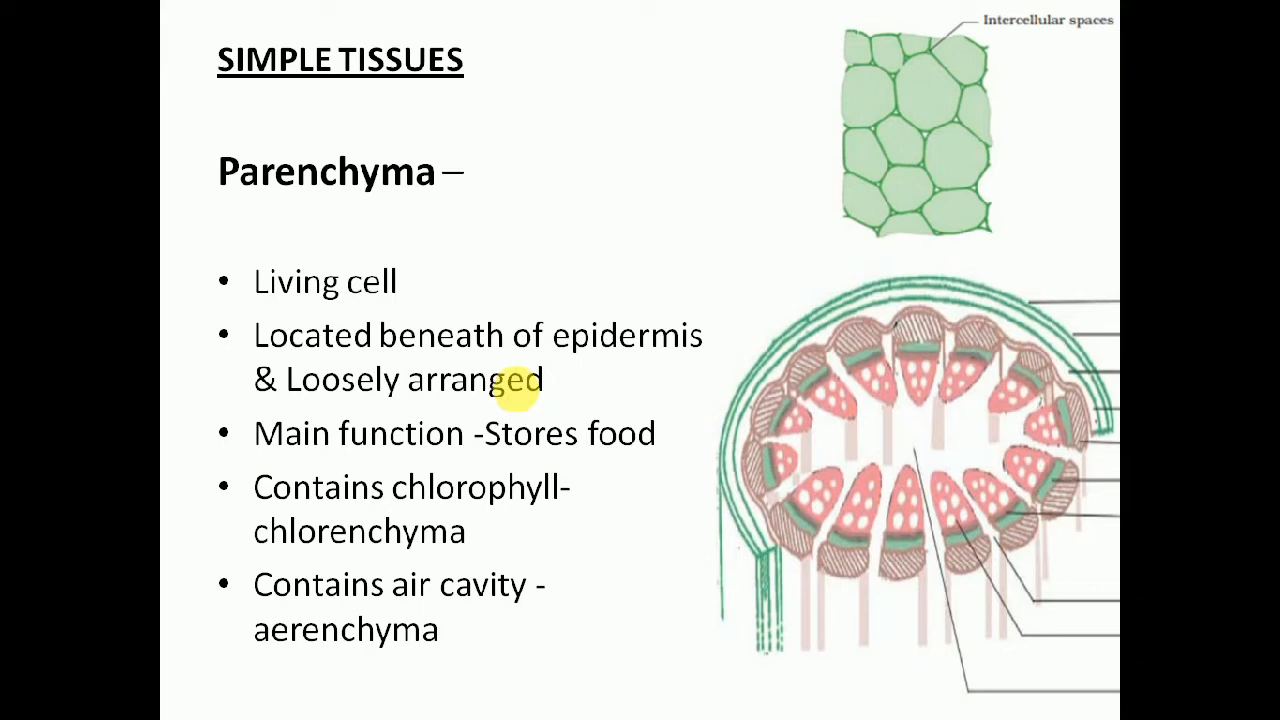 Intercellular spaces
SIMPLE TISSUES
Parenchyma –
• Living cell
• Located beneath of epidermis
& Loosely arranged
• Main function -Stores food
• Contains chlorophyll-
chlorenchyma
• Contains air cavity -
aerenchyma